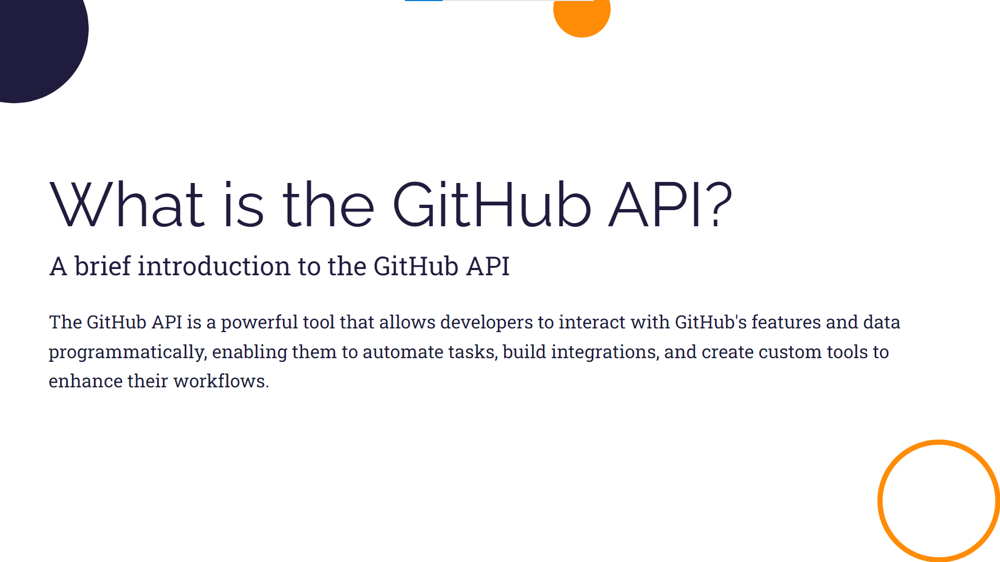 What is the GitHub API?
A brief introduction to the GitHub API
The GitHub API is a powerful tool that allows developers to interact with GitHub's features and data
programmatically, enabling them to automate tasks, build integrations, and create custom tools to
enhance their workflows.